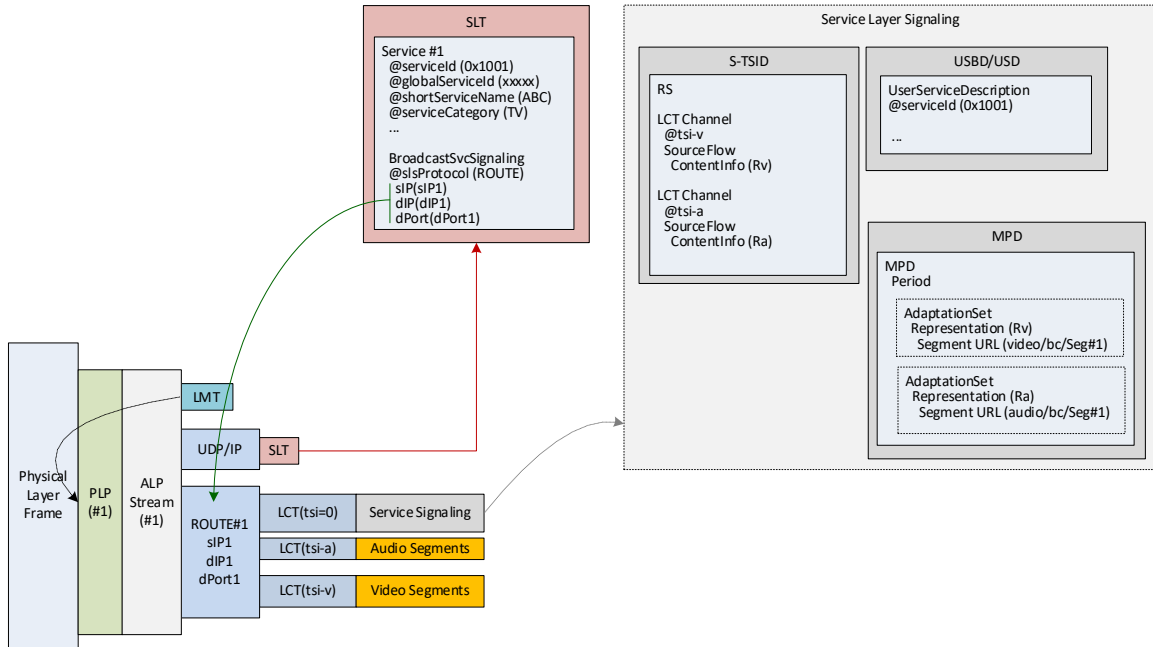 SLT
Service #1
@serviceId (0x1001)
@globalServiceId (xxxxx)
@shortServiceName (ABC)
@serviceCategory (TV)
...
BroadcastSvcSignaling
@slsProtocol (ROUTE)
sIP(sIP1)
dIP(dIP1)
dPort(dPort1)
Service Layer Signaling
S-TSID
RS
LCT Channel
@tsi-v
SourceFlow
ContentInfo (Rv)
LCT Channel
@tsi-a
SourceFlow
ContentInfo (Ra)
USBD/USD
UserServiceDescription
@serviceId (0x1001)
...
MPD
MPD
Period
AdaptationSet
Representation (Rv)
Segment URL (video/bc/Seg#1)
AdaptationSet
Representation (Ra)
Segment URL (audio/bc/Seg#1)
Physical
Layer
Frame
PLP
(#1)
ALP
Stream
(#1)
LMT
UDP/IP
SLT
ROUTE#1
sIP1
dIP1
dPort1
LCT(tsi=0)
Service Signaling
LCT(tsi-a)
Audio Segments
LCT(tsi-v)
Video Segments